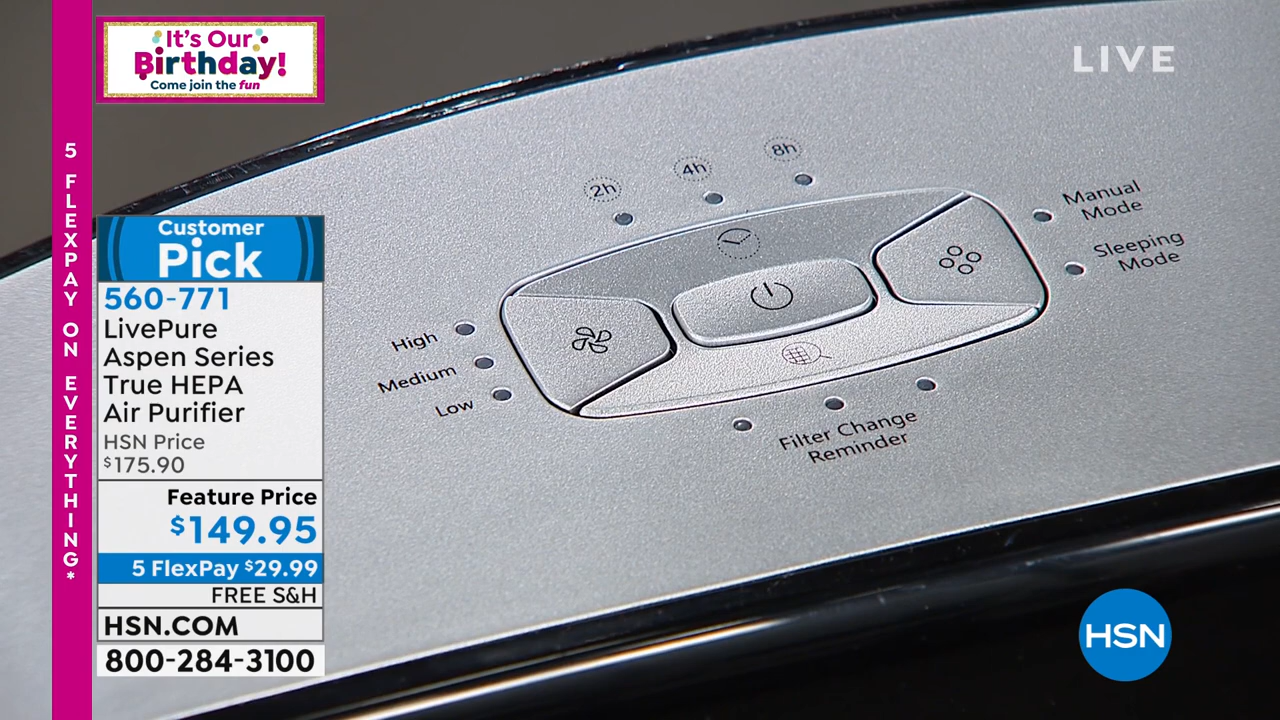 It's Our
Birthday!
Come join the fun
LIVE
5 FLEXPAY ON EVERYTHING*
Customer
Pick
560-771
LivePure
Aspen Series
True HEPA
Air Purifier
HSN Price
$175.90
Feature Price
$149.95
5 FlexPay $29.99
FREE S&H
HSN.COM
800-284-3100
2h
4h
8h
Manual
Mode
Sleeping
Mode
High
Medium
Low
Filter Change
Reminder
HSN